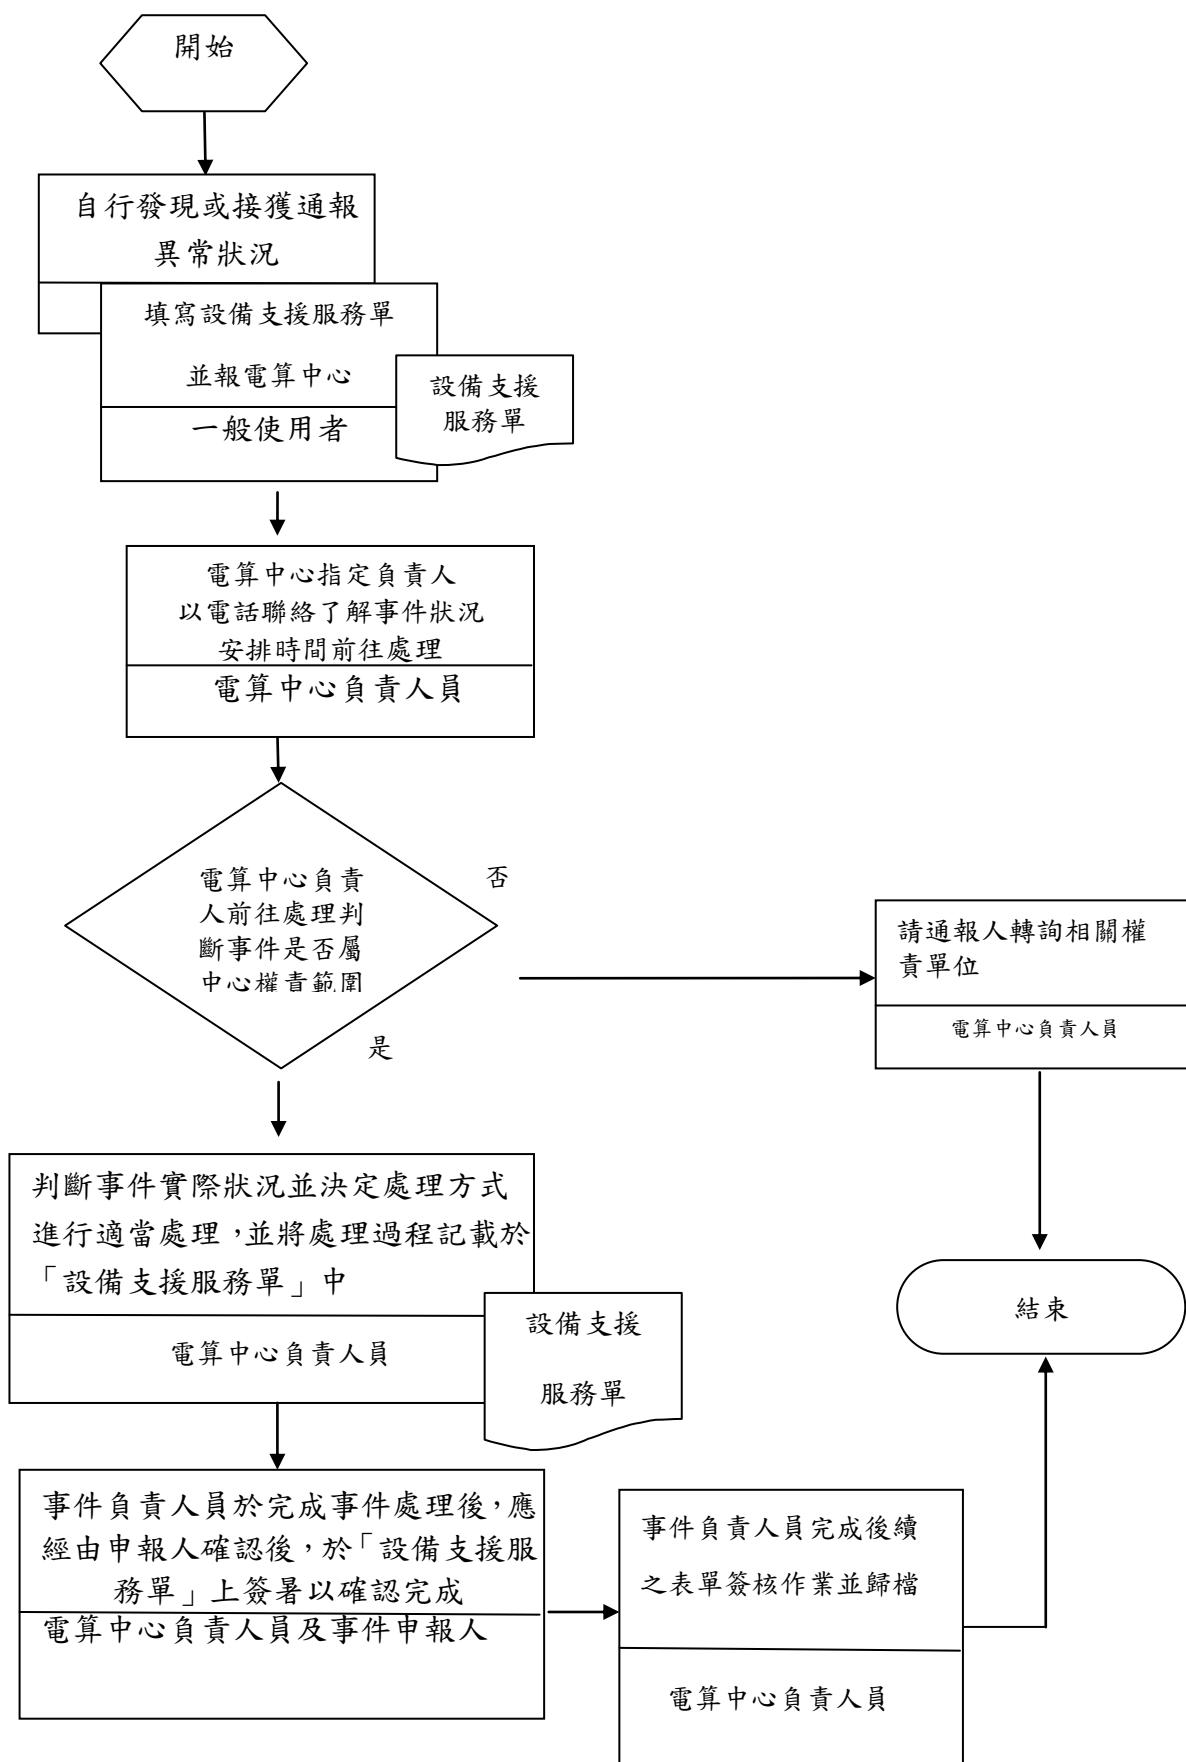 開始
自行發現或接獲通報
異常狀況
填寫設備支援服務單
並報電算中心
一般使用者
設備支援
服務單
電算中心指定負責人
以電話聯絡了解事件狀況
安排時間前往處理
電算中心負責人員
電算中心負責
人前往處理判
斷事件是否屬
中心權責範圍
否
是
請通報人轉詢相關權
責單位
電算中心負責人員
判斷事件實際狀況並決定處理方式
進行適當處理，並將處理過程記載於
「設備支援服務單」中
電算中心負責人員
設備支援
服務單
結束
事件負責人員於完成事件處理後，應
經由申報人確認後，於「設備支援服
務單」上簽署以確認完成
電算中心負責人員及事件申報人
事件負責人員完成後續
之表單簽核作業並歸檔
電算中心負責人員